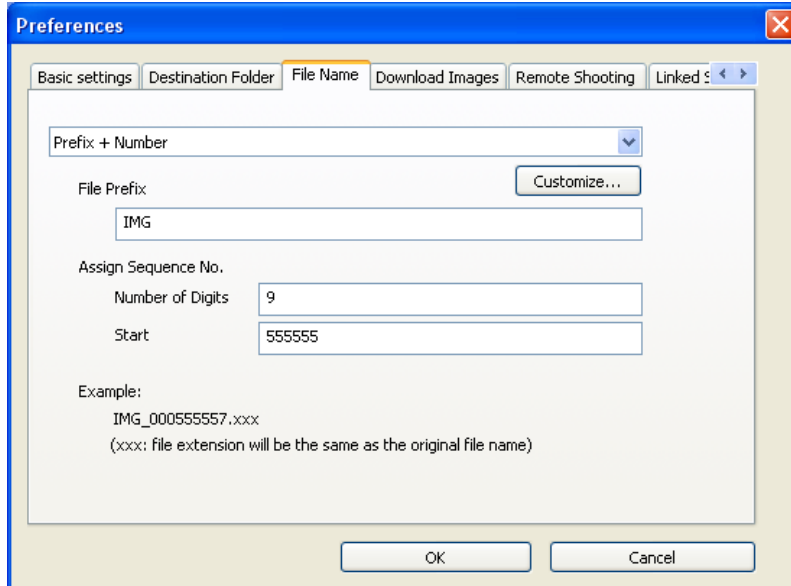 Preferences
Basic settings Destination Folder File Name Download Images Remote Shooting Linked S
Prefix + Number
Customize...
File Prefix
IMG
Assign Sequence No.
Number of Digits 9
Start 555555
Example:
IMG_000555557.xxx
(xxx: file extension will be the same as the original file name)
OK Cancel